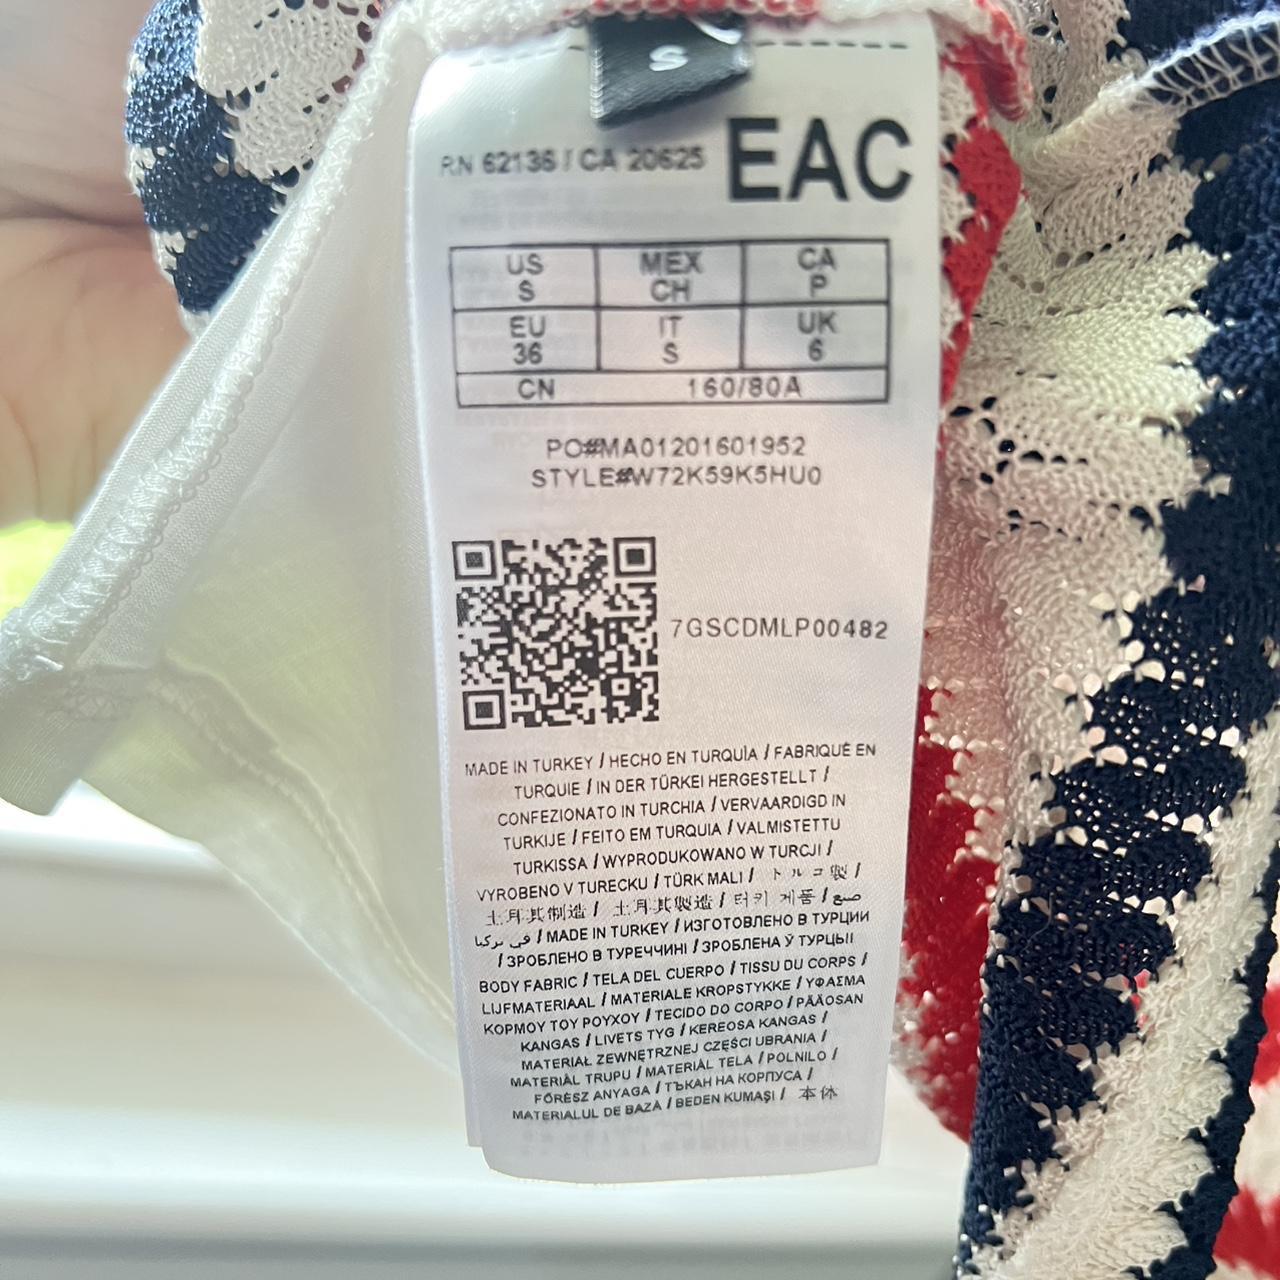 S
RN 62136 / CA 20625 EAC
US MEX CA
S CH P
EU IT UK
36 S 6
CN 160/80A
PO#MA01201601952
STYLE#W72K59K5HU0
7GSCDMLP00482
MADE IN TURKEY / HECHO EN TURQUÌA / FABRIQUÉ EN
TURQUIE / IN DER TÜRKEI HERGESTELLT /
CONFEZIONATO IN TURCHIA / VERVAARDIGD IN
TURKIJE / FEITO EM TURQUIA / VALMISTETTU
TURKISSA / WYPRODUKOWANO W TURCJI /
VYROBENO V TURECKU / TÜRK MALI / トルコ製 /
土耳其制造 / 土耳其製造 / 터키 제품 / صنع
في تركيا / MADE IN TURKEY / ИЗГОТОВЛЕНО В ТУРЦИИ
/ ЗРОБЛЕНО В ТУРЕЧЧИНІ / ЗРОБЛЕНА Ў ТУРЦЫІ
BODY FABRIC / TELA DEL CUERPO / TISSU DU CORPS /
LIJFMATERIAAL / MATERIALE KROPSTYKKE / ΥΦΑΣΜΑ
ΚΟΡΜΟΥ ΤΟΥ ΡΟΥΧΟΥ / TECIDO DO CORPO / PÄÄOSAN
KANGAS / LIVETS TYG / KEREOSA KANGAS /
MATERIAŁ ZEWNĘTRZNEJ CZĘŚCI UBRANIA /
MATERIÁL TRUPU / MATERIÁL TELA / POLNILO /
FŐRÉSZ ANYAGA / ТЪКАН НА КОРПУСА /
MATERIALUL DE BAZĂ / BEDEN KUMAŞI / 本体